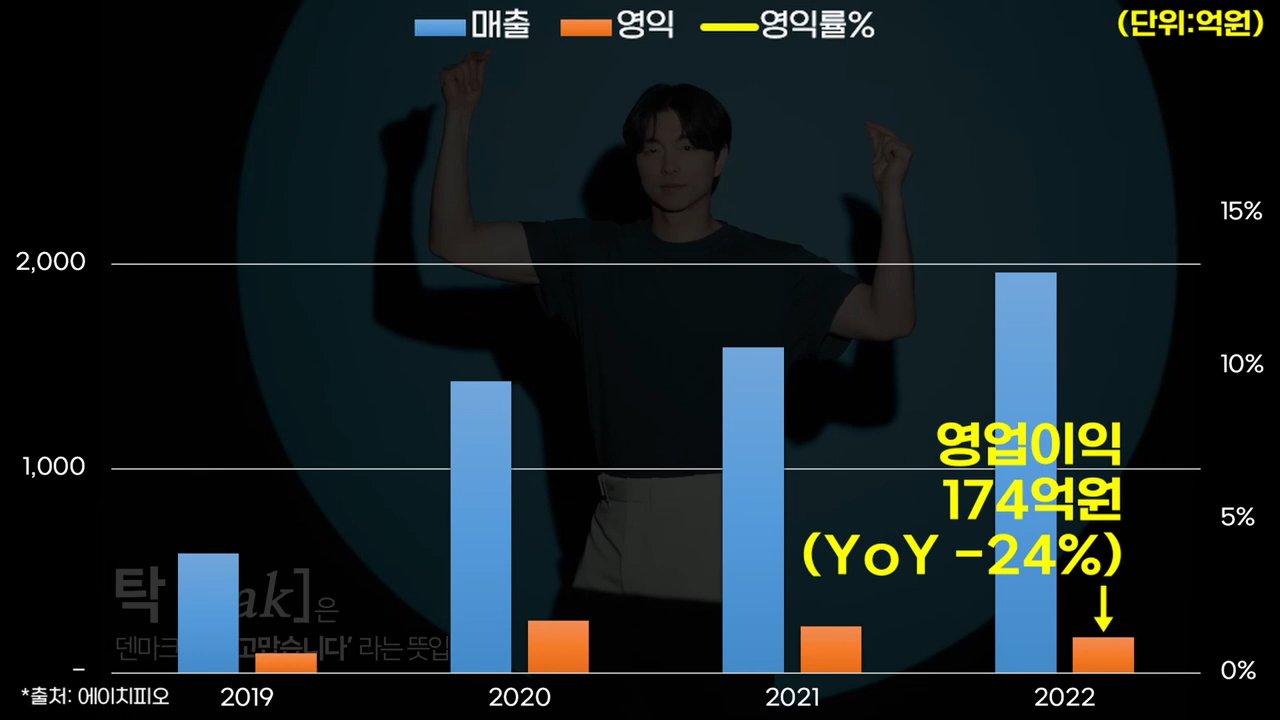 매출 영익 영익률%
(단위:억원)
15%
2,000
10%
영업이익
1,000
174억원
5%
(YoY -24%)
탁 ak]은
덴마크 고맙습니다' 라는 뜻입
-
0%
*출처: 에이치피오
2019 2020 2021 2022